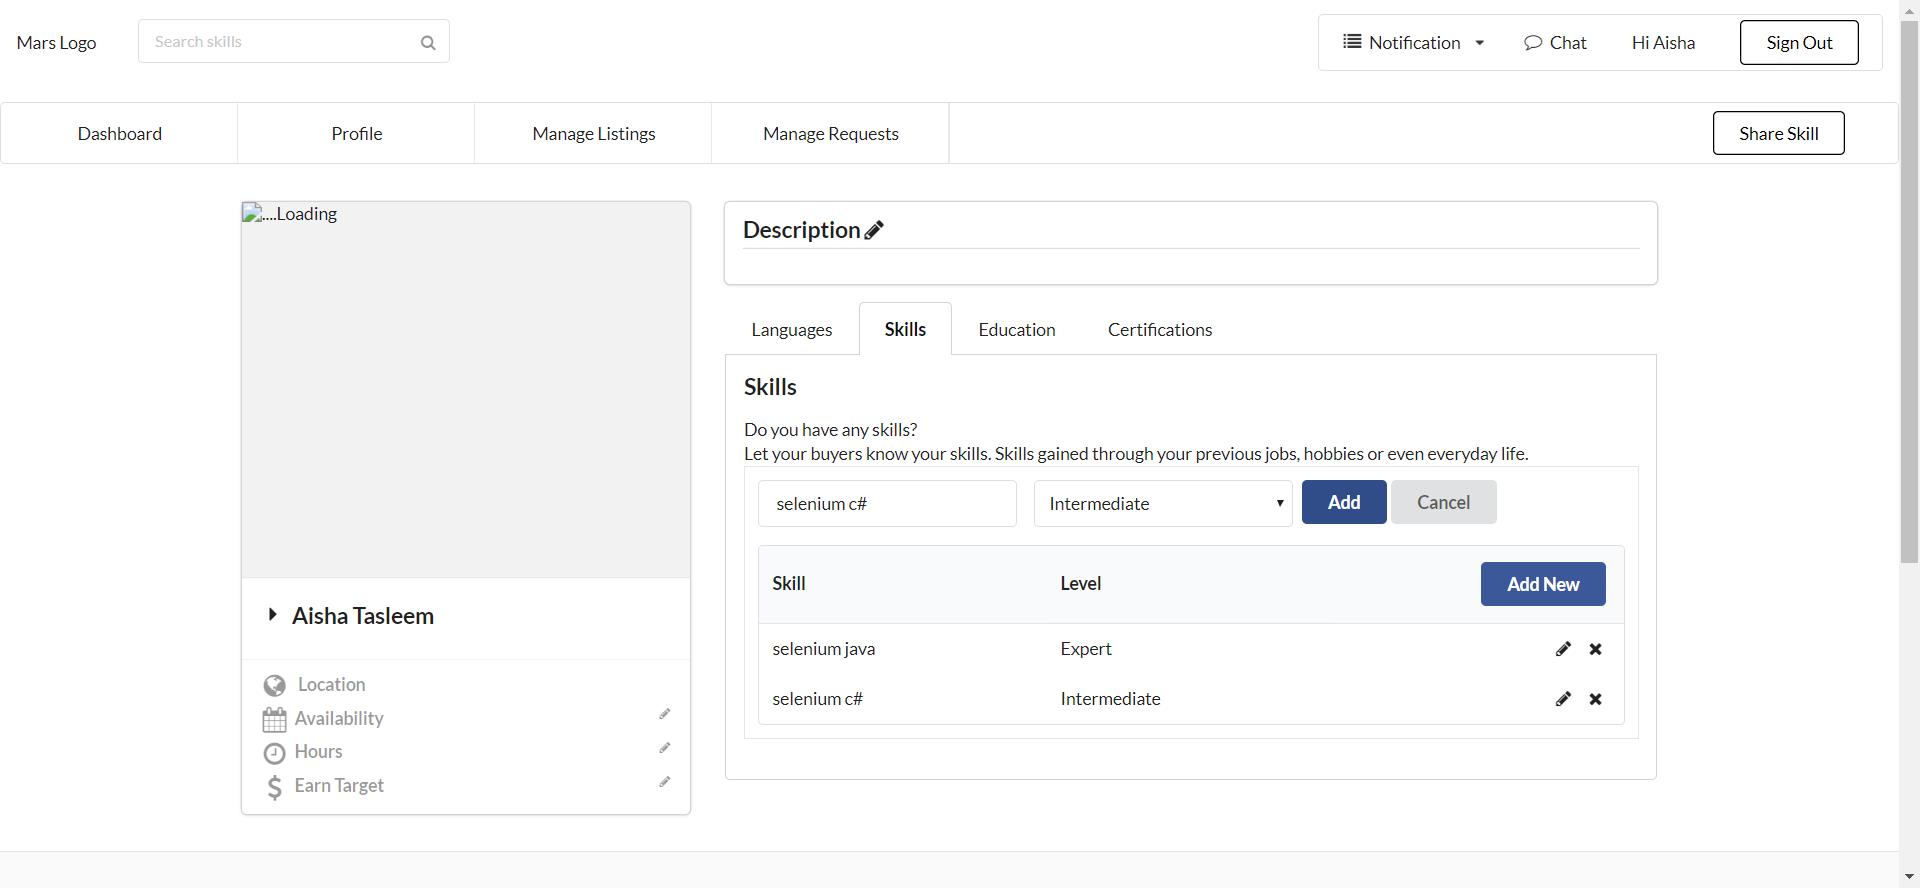 Mars Logo
Search skills
Notification
Chat
Hi Aisha
Sign Out
Dashboard
Profile
Manage Listings
Manage Requests
Share Skill
....Loading
Aisha Tasleem
Location
Availability
Hours
Earn Target
Description
Languages
Skills
Education
Certifications
Skills
Do you have any skills?
Let your buyers know your skills. Skills gained through your previous jobs, hobbies or even everyday life.
selenium c#
Intermediate
Add
Cancel
Skill
Level
Add New
selenium java
Expert
selenium c#
Intermediate